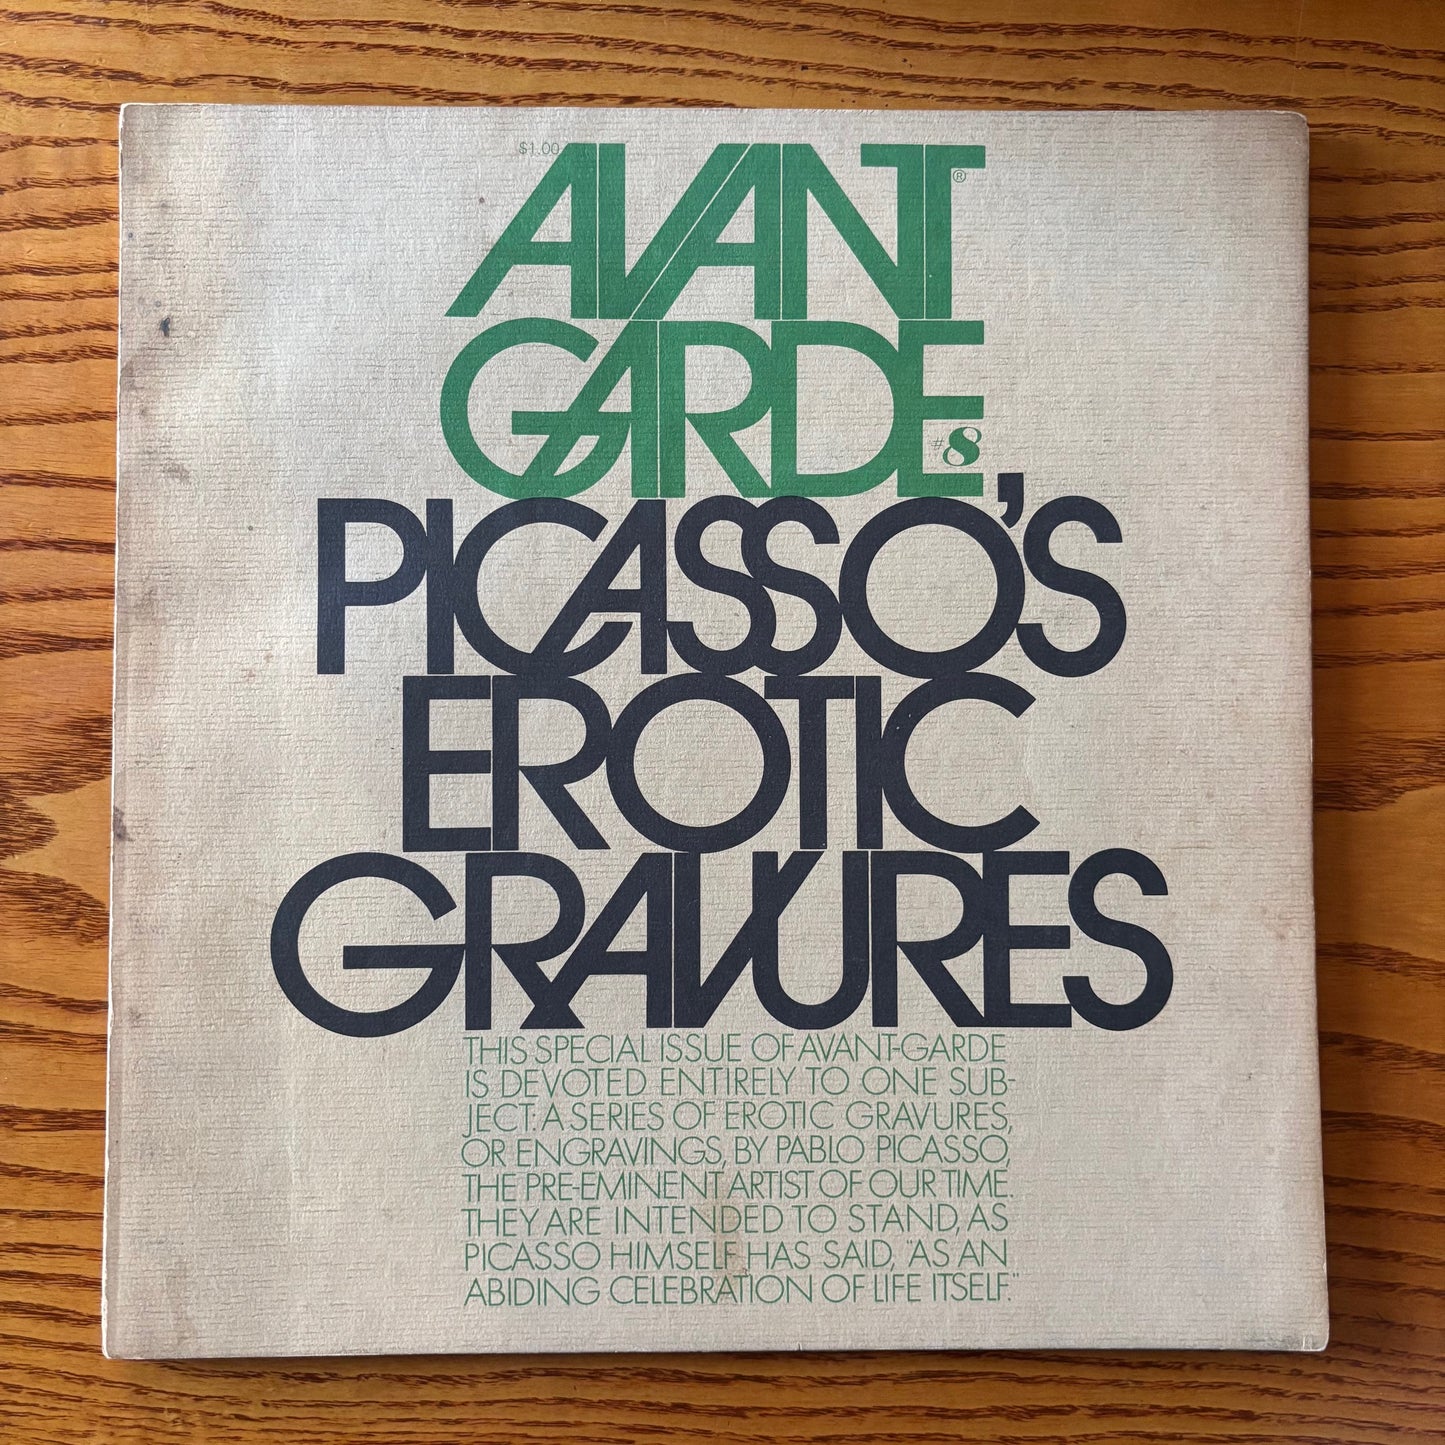 $1.00
AVANT®
GARDE
#8
PICASSO'S
EROTIC
GRAVURES
THIS SPECIAL ISSUE OF AVANT-GARDE
IS DEVOTED ENTIRELY TO ONE SUB-
JECT: A SERIES OF EROTIC GRAVURES,
OR ENGRAVINGS, BY PABLO PICASSO,
THE PRE-EMINENT ARTIST OF OUR TIME.
THEY ARE INTENDED TO STAND, AS
PICASSO HIMSELF HAS SAID, "AS AN
ABIDING CELEBRATION OF LIFE ITSELF."